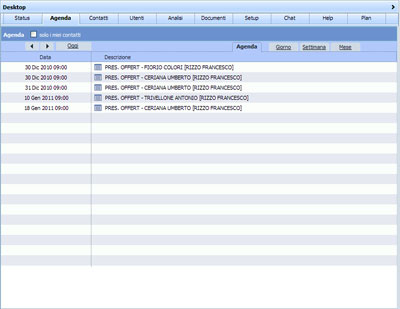 Desktop
Status Agenda Contatti Utenti Analisi Documenti Setup Chat Help Plan
Agenda solo i miei contatti
Oggi Agenda Giorno Settimana Mese
Data Descrizione
30 Dic 2010 09:00 PRES. OFFERT - FIORIO COLORI [RIZZO FRANCESCO]
30 Dic 2010 09:00 PRES. OFFERT - CERIANA UMBERTO [RIZZO FRANCESCO]
31 Dic 2010 09:00 PRES. OFFERT - CERIANA UMBERTO [RIZZO FRANCESCO]
10 Gen 2011 09:00 PRES. OFFERT - TRIVELLONE ANTONIO [RIZZO FRANCESCO]
18 Gen 2011 09:00 PRES. OFFERT - CERIANA UMBERTO [RIZZO FRANCESCO]